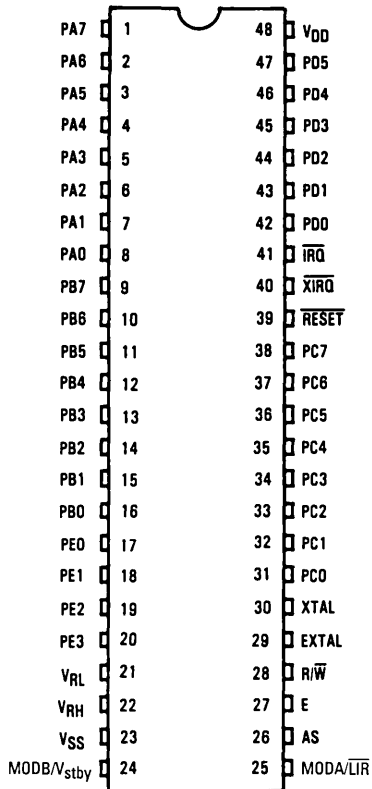 PA7 1 48 VDD
PA6 2 47 PD5
PA5 3 46 PD4
PA4 4 45 PD3
PA3 5 44 PD2
PA2 6 43 PD1
PA1 7 42 PD0
PA0 8 41 I̅R̅Q̅
PB7 9 40 X̅I̅R̅Q̅
PB6 10 39 R̅E̅S̅E̅T̅
PB5 11 38 PC7
PB4 12 37 PC6
PB3 13 36 PC5
PB2 14 35 PC4
PB1 15 34 PC3
PB0 16 33 PC2
PE0 17 32 PC1
PE1 18 31 PC0
PE2 19 30 XTAL
PE3 20 29 EXTAL
VRL 21 28 R/W̅
VRH 22 27 E
VSS 23 26 AS
MODB/Vstby 24 25 MODA/L̅I̅R̅